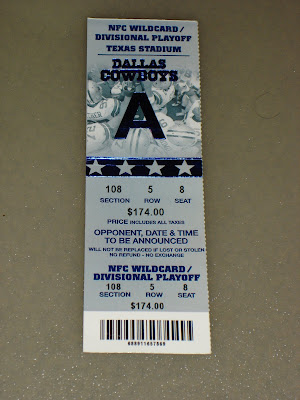 NFC WILDCARD/
DIVISIONAL PLAYOFF
TEXAS STADIUM
DALLAS
COWBOYS
A
108 5 8
SECTION ROW SEAT
$174.00
PRICE INCLUDES ALL TAXES
OPPONENT, DATE & TIME
TO BE ANNOUNCED
WILL NOT BE REPLACED IF LOST OR STOLEN
NO REFUND - NO EXCHANGE
NFC WILDCARD/
DIVISIONAL PLAYOFF
108 5 8
SECTION ROW SEAT
$174.00